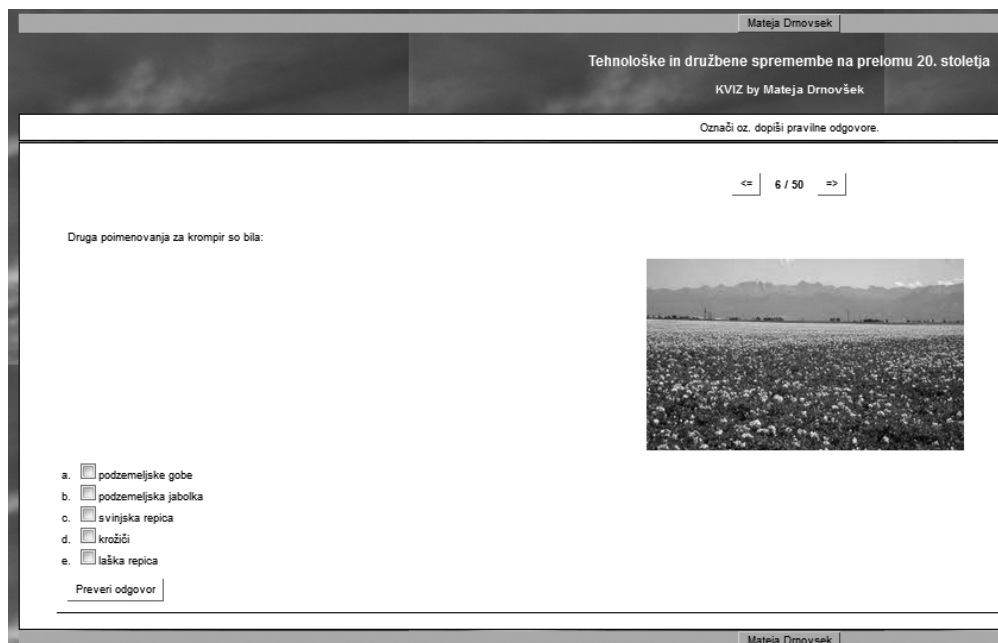 Mateja Drnovsek
Tehnološke in družbene spremembe na prelomu 20. stoletja
KVIZ by Mateja Drnovšek
Označi oz. dopiši pravilne odgovore.
<= 6 / 50 =>
Druga poimenovanja za krompir so bila:
a. podzemeljske gobe
b. podzemeljska jabolka
c. svinjska repica
d. krožiči
e. laška repica
Preveri odgovor
Mateja Drnovsek